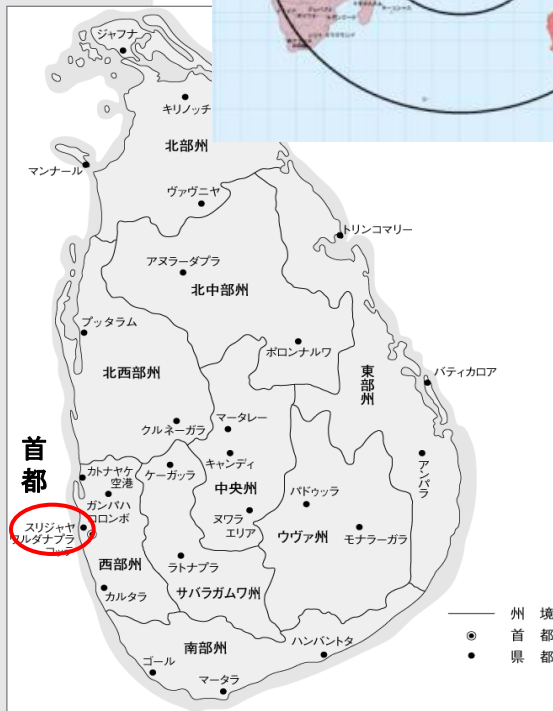 ジャフナ
キリノッチ
北部州
マンナール
ヴァヴニヤ
トリンコマリー
アヌラーダプラ
北中部州
プッタラム
ポロンナルワ
北西部州
東部州
バティカロア
マータレー
クルネーガラ
キャンディ
アンパラ
首都
カトナヤケ
空港
ケーガッラ
中央州
ガンパハ
コロンボ
バドゥッラ
ヌワラ
エリア
ウヴァ州
モナラーガラ
スリジャヤ
ワルダナプラ
コッテ
西部州
ラトナプラ
サバラガムワ州
カルタラ
州境
首都
県都
南部州
ハンバントタ
ゴール
マータラ